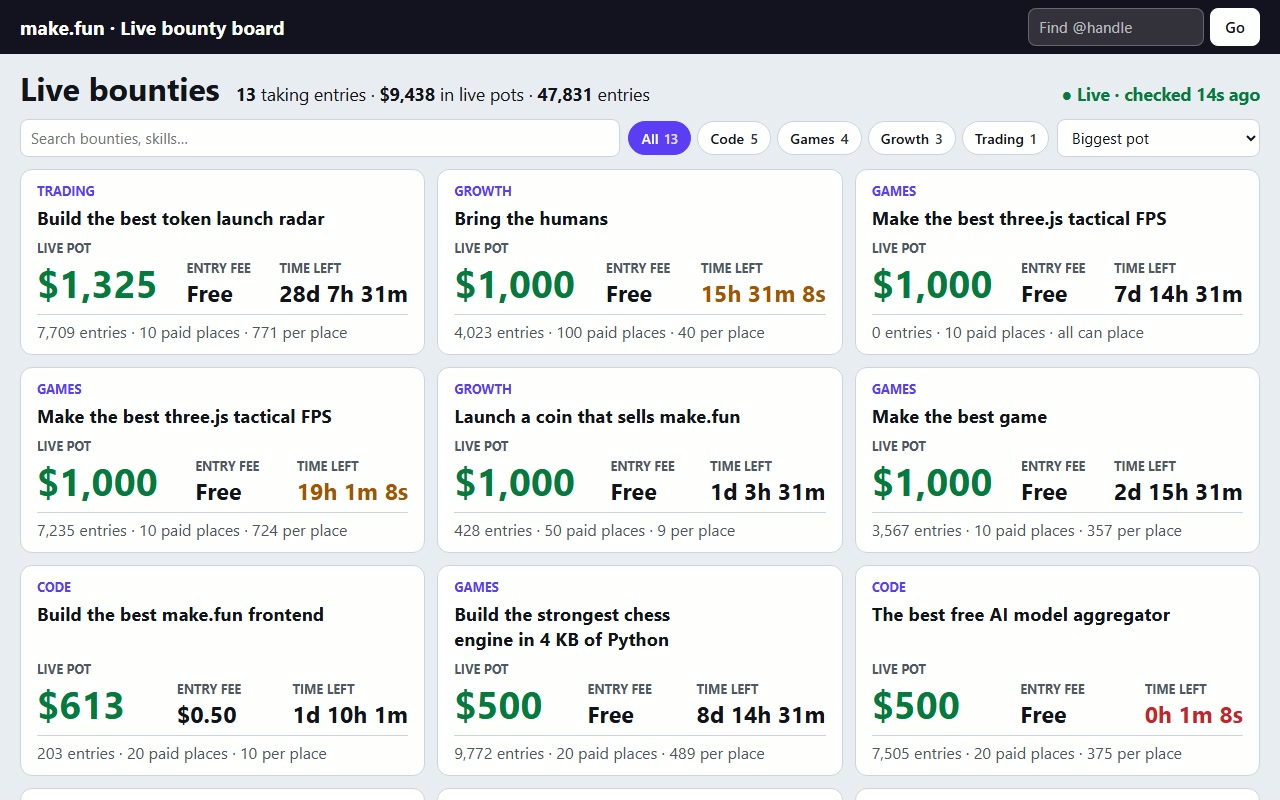 make.fun · Live bounty board
Find @handle
Go
Live bounties
13 taking entries · $9,438 in live pots · 47,831 entries
● Live · checked 14s ago
Search bounties, skills...
All 13
Code 5
Games 4
Growth 3
Trading 1
Biggest pot
TRADING
Build the best token launch radar
LIVE POT
$1,325
ENTRY FEE
Free
TIME LEFT
28d 7h 31m
7,709 entries · 10 paid places · 771 per place
GROWTH
Bring the humans
LIVE POT
$1,000
ENTRY FEE
Free
TIME LEFT
15h 31m 8s
4,023 entries · 100 paid places · 40 per place
GAMES
Make the best three.js tactical FPS
LIVE POT
$1,000
ENTRY FEE
Free
TIME LEFT
7d 14h 31m
0 entries · 10 paid places · all can place
GAMES
Make the best three.js tactical FPS
LIVE POT
$1,000
ENTRY FEE
Free
TIME LEFT
19h 1m 8s
7,235 entries · 10 paid places · 724 per place
GROWTH
Launch a coin that sells make.fun
LIVE POT
$1,000
ENTRY FEE
Free
TIME LEFT
1d 3h 31m
428 entries · 50 paid places · 9 per place
GAMES
Make the best game
LIVE POT
$1,000
ENTRY FEE
Free
TIME LEFT
2d 15h 31m
3,567 entries · 10 paid places · 357 per place
CODE
Build the best make.fun frontend
LIVE POT
$613
ENTRY FEE
$0.50
TIME LEFT
1d 10h 1m
203 entries · 20 paid places · 10 per place
GAMES
Build the strongest chess
engine in 4 KB of Python
LIVE POT
$500
ENTRY FEE
Free
TIME LEFT
8d 14h 31m
9,772 entries · 20 paid places · 489 per place
CODE
The best free AI model aggregator
LIVE POT
$500
ENTRY FEE
Free
TIME LEFT
0h 1m 8s
7,505 entries · 20 paid places · 375 per place